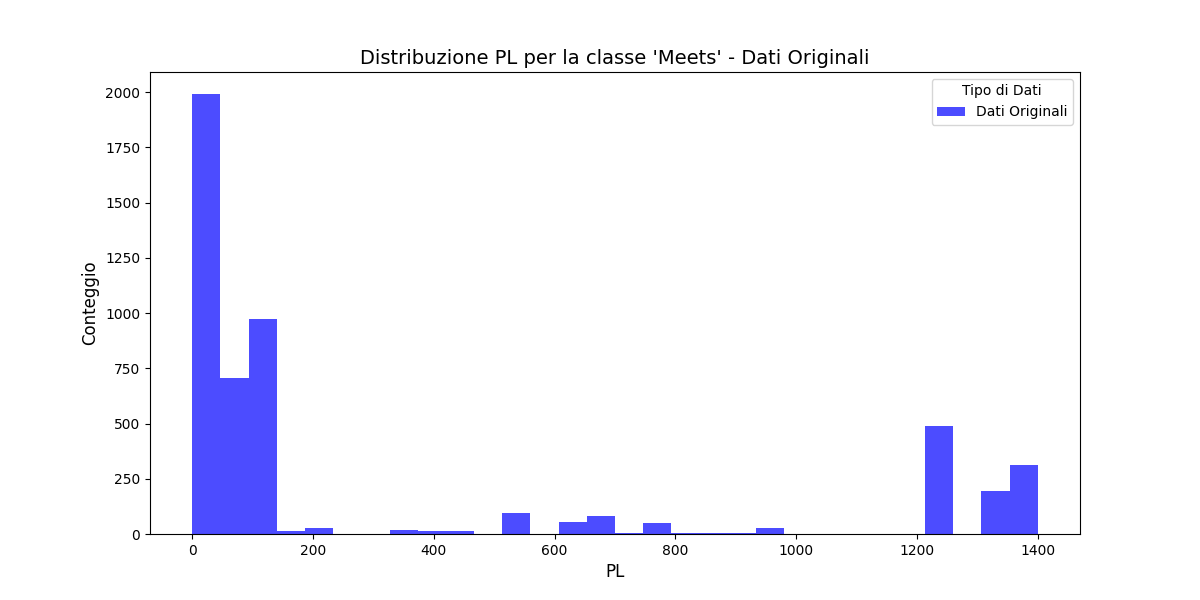 Distribuzione PL per la classe 'Meets' - Dati Originali
Tipo di Dati
Dati Originali
Conteggio
2000
1750
1500
1250
1000
750
500
250
0
0 200 400 600 800 1000 1200 1400
PL